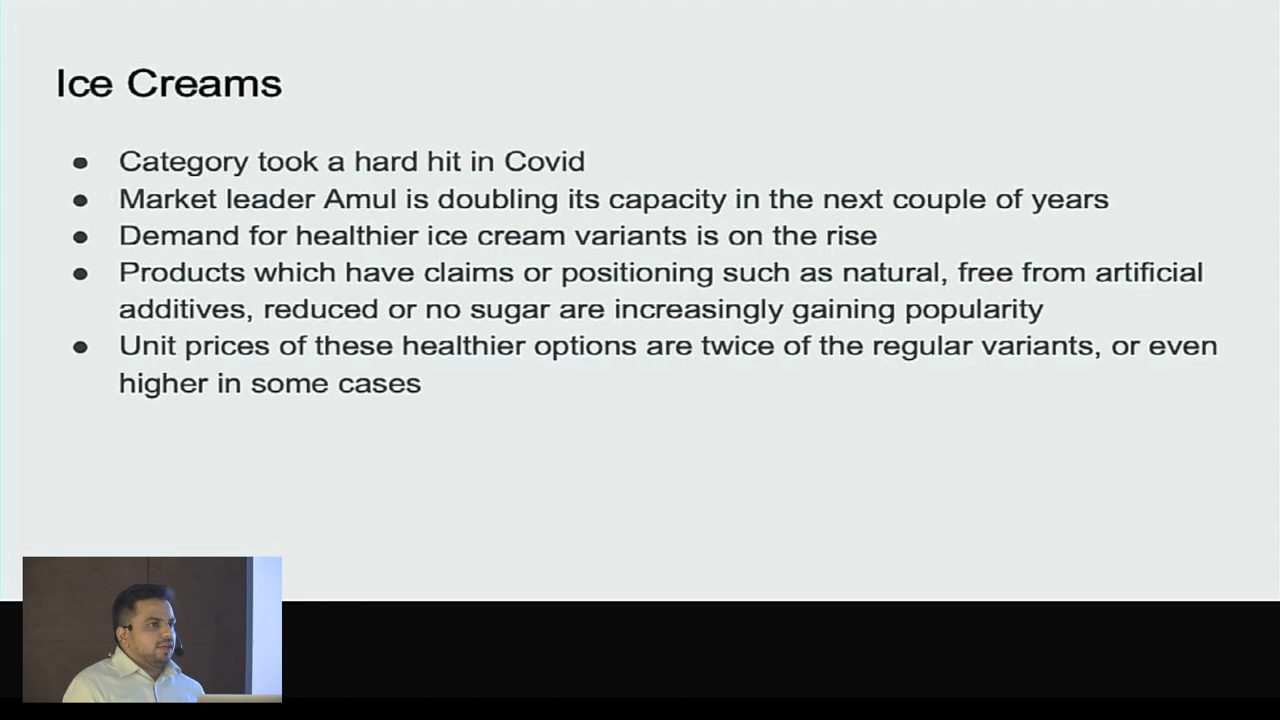 Ice Creams
● Category took a hard hit in Covid
● Market leader Amul is doubling its capacity in the next couple of years
● Demand for healthier ice cream variants is on the rise
● Products which have claims or positioning such as natural, free from artificial
additives, reduced or no sugar are increasingly gaining popularity
● Unit prices of these healthier options are twice of the regular variants, or even
higher in some cases